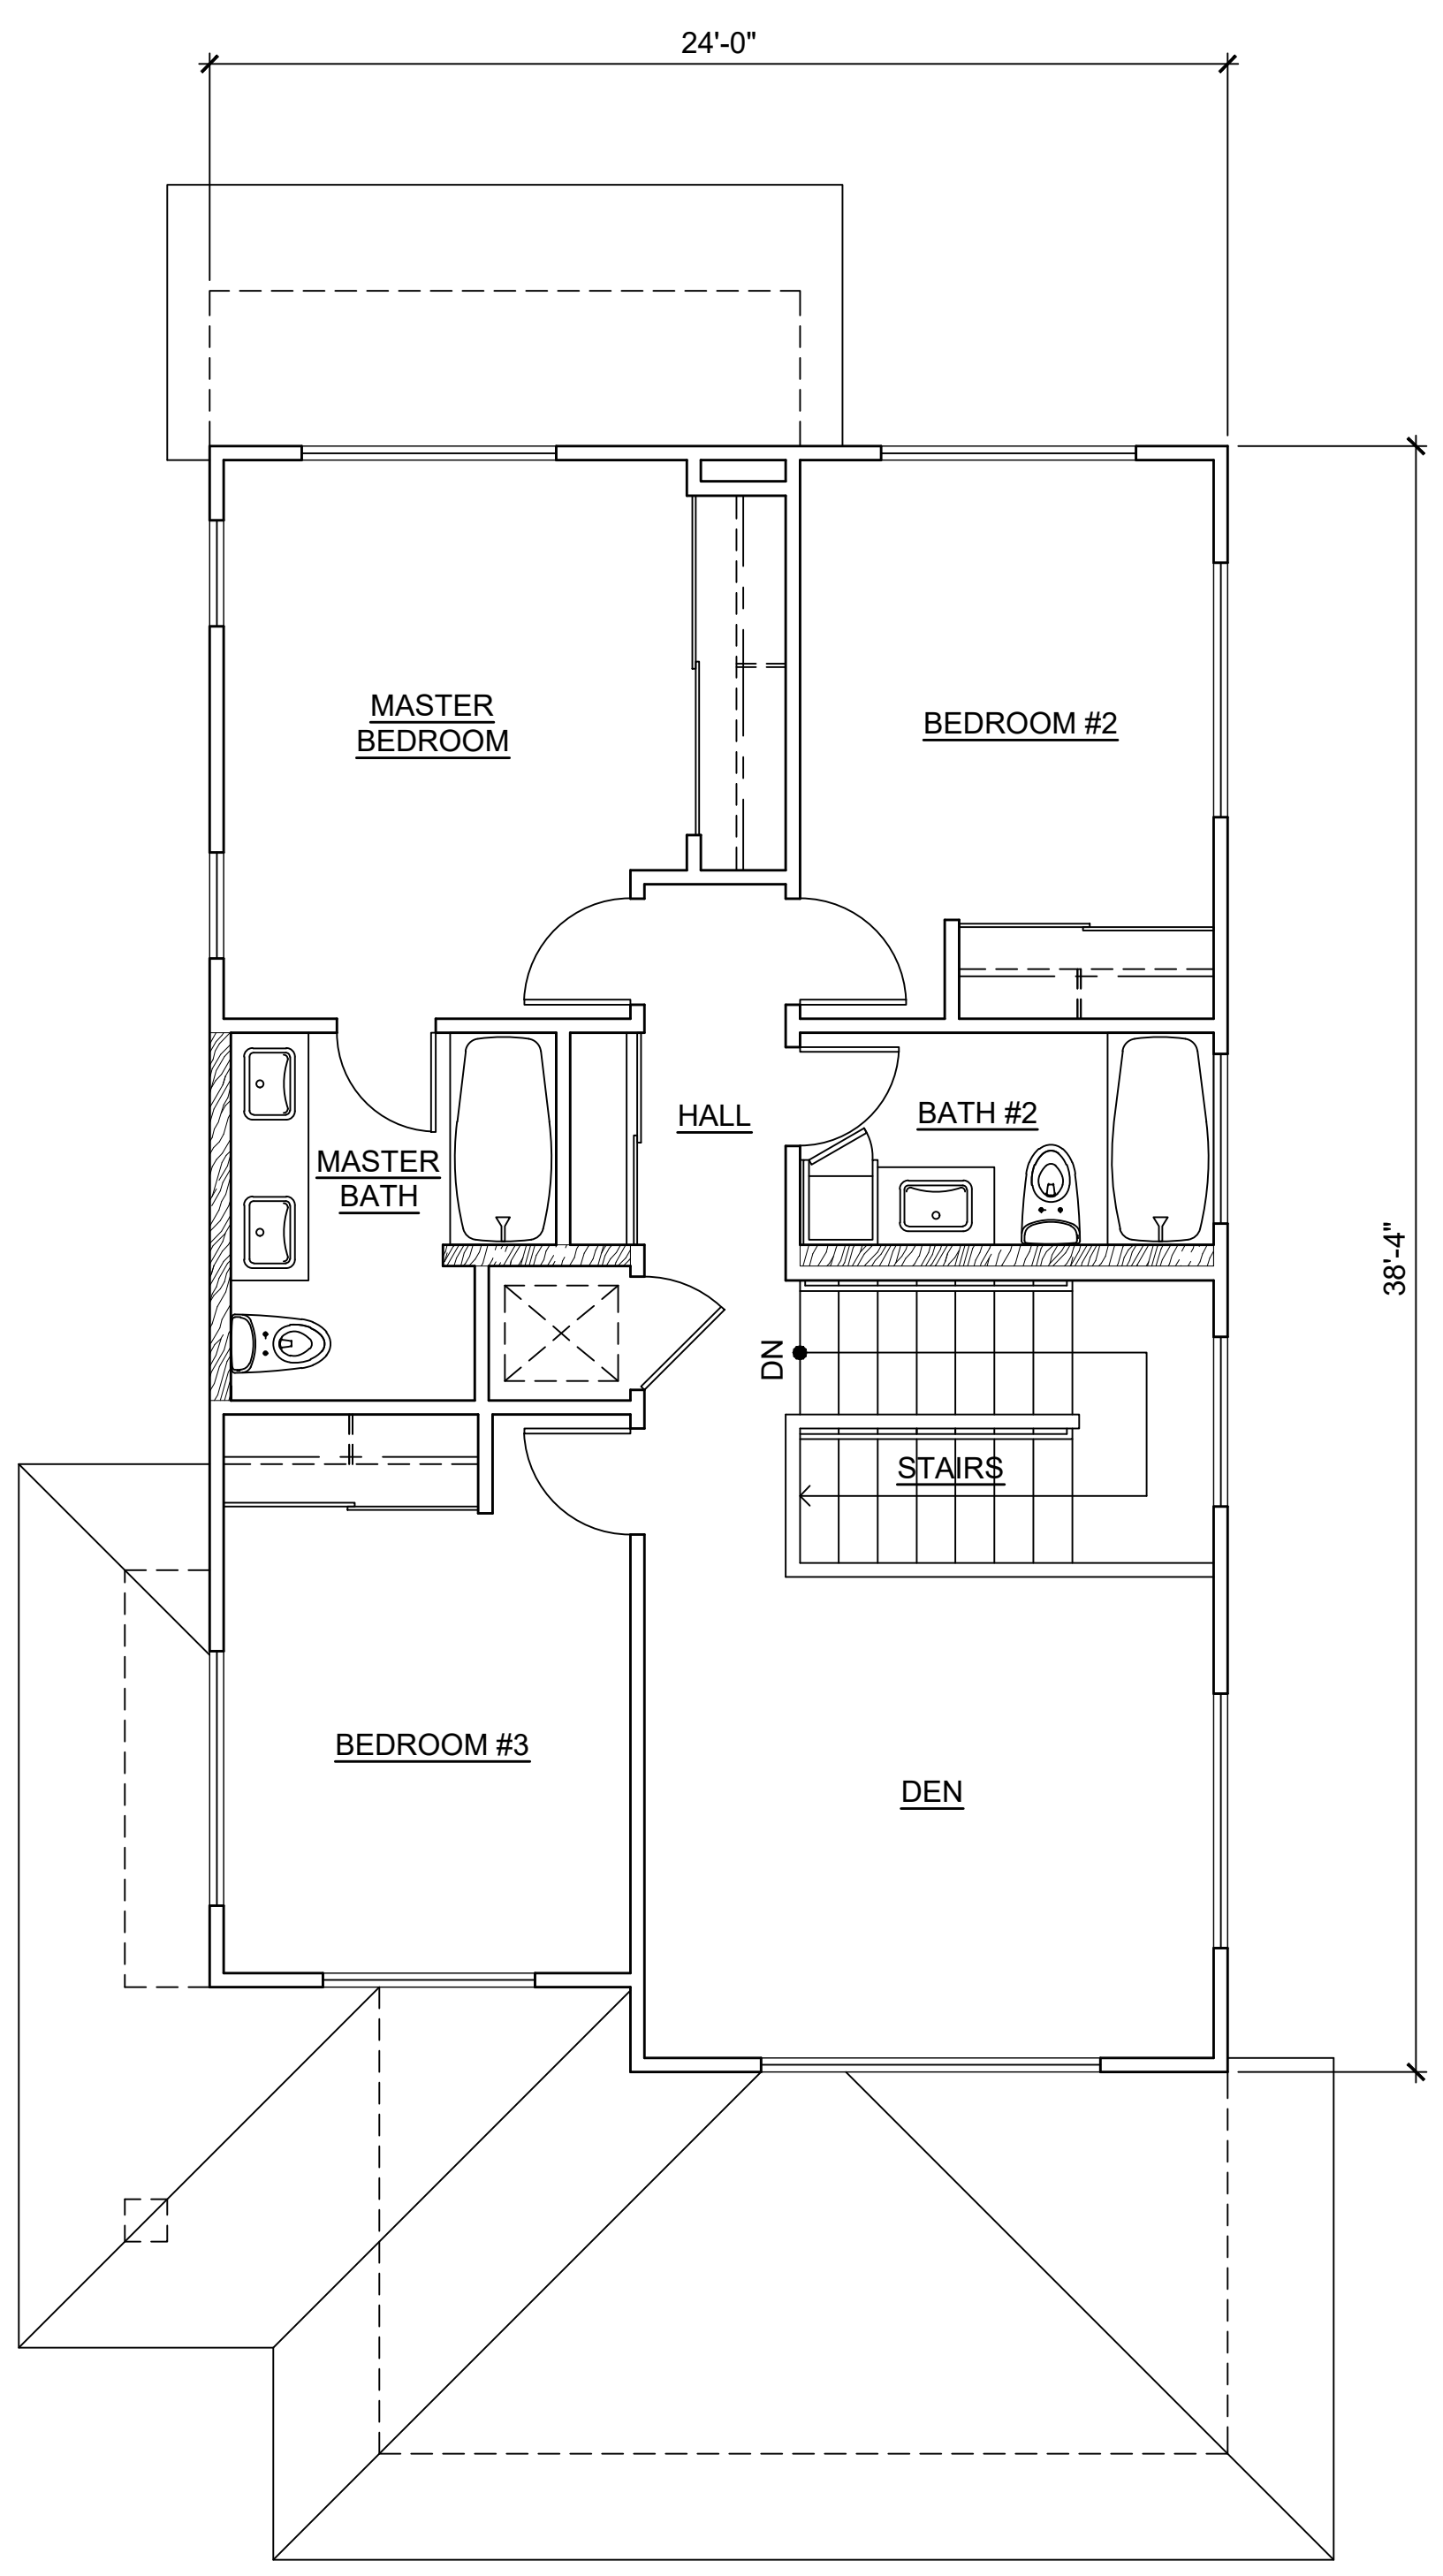 24'-0"
MASTER
BEDROOM
BEDROOM #2
HALL
BATH #2
MASTER
BATH
38'-4"
DN
STAIRS
BEDROOM #3
DEN